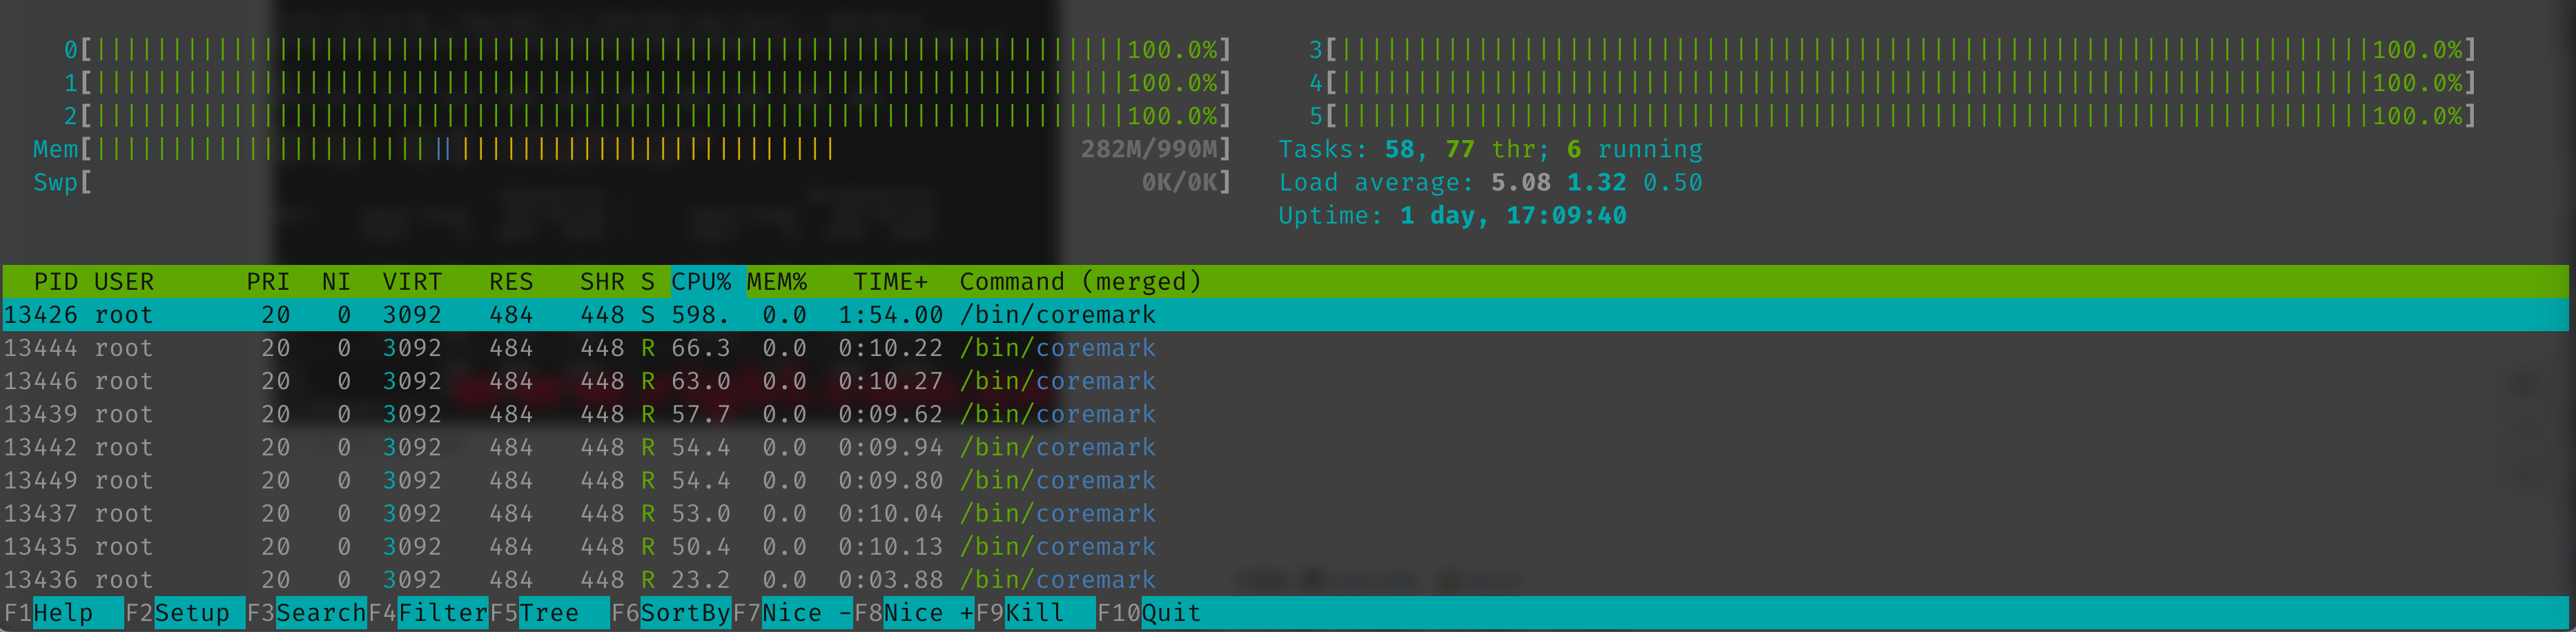 0[100.0%] 3[100.0%]
1[100.0%] 4[100.0%]
2[100.0%] 5[100.0%]
Mem[282M/990M] Tasks: 58, 77 thr; 6 running
Swp[0K/0K] Load average: 5.08 1.32 0.50
Uptime: 1 day, 17:09:40
PID USER PRI NI VIRT RES SHR S CPU% MEM% TIME+ Command (merged)
13426 root 20 0 3092 484 448 S 598. 0.0 1:54.00 /bin/coremark
13444 root 20 0 3092 484 448 R 66.3 0.0 0:10.22 /bin/coremark
13446 root 20 0 3092 484 448 R 63.0 0.0 0:10.27 /bin/coremark
13439 root 20 0 3092 484 448 R 57.7 0.0 0:09.62 /bin/coremark
13442 root 20 0 3092 484 448 R 54.4 0.0 0:09.94 /bin/coremark
13449 root 20 0 3092 484 448 R 54.4 0.0 0:09.80 /bin/coremark
13437 root 20 0 3092 484 448 R 53.0 0.0 0:10.04 /bin/coremark
13435 root 20 0 3092 484 448 R 50.4 0.0 0:10.13 /bin/coremark
13436 root 20 0 3092 484 448 R 23.2 0.0 0:03.88 /bin/coremark
F1Help F2Setup F3SearchF4FilterF5Tree F6SortByF7Nice -F8Nice +F9Kill F10Quit